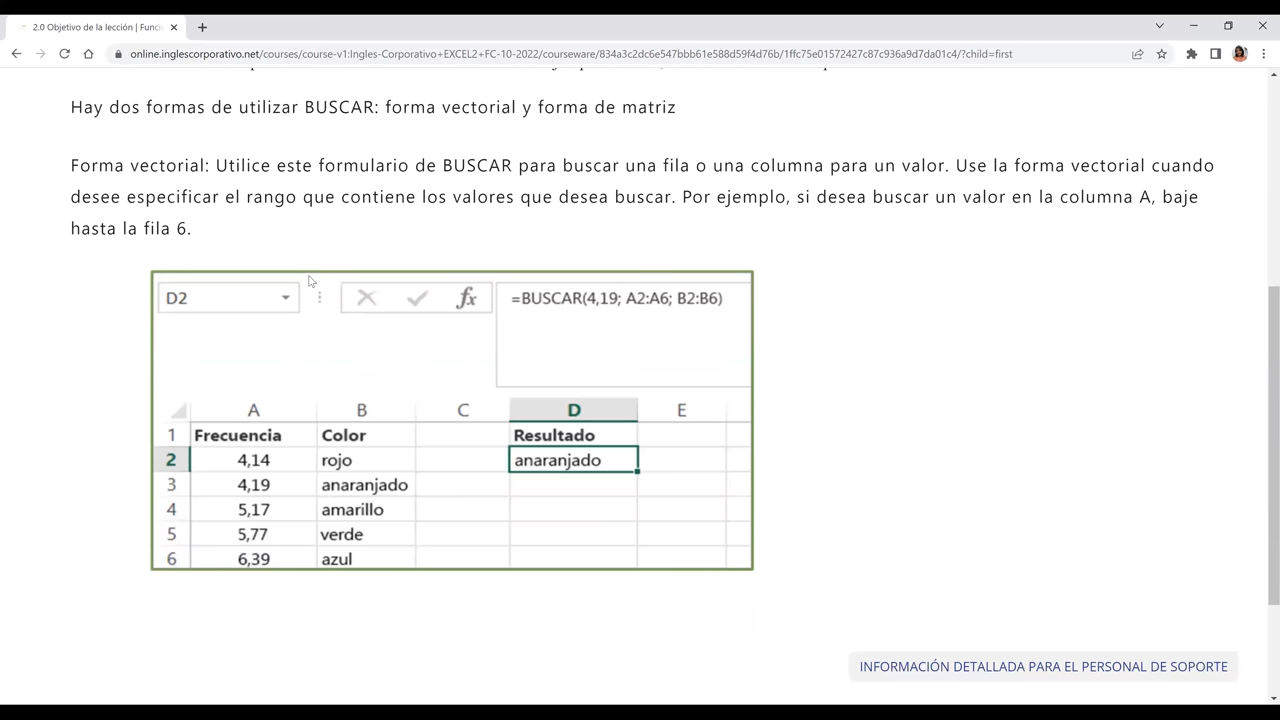 2.0 Objetivo de la lección | Funci
online.inglescorporativo.net/courses/course-v1:Ingles-Corporativo+EXCEL2+FC-10-2022/courseware/834a3c2dc6e547bbb61e588d59f4d76b/1ffc75e01572427c87c936a9d7da01c4/?child=first
Hay dos formas de utilizar BUSCAR: forma vectorial y forma de matriz
Forma vectorial: Utilice este formulario de BUSCAR para buscar una fila o una columna para un valor. Use la forma vectorial cuando
desee especificar el rango que contiene los valores que desea buscar. Por ejemplo, si desea buscar un valor en la columna A, baje
hasta la fila 6.
D2 fx =BUSCAR(4,19; A2:A6; B2:B6)
A B C D E
1 Frecuencia Color Resultado
2 4,14 rojo anaranjado
3 4,19 anaranjado
4 5,17 amarillo
5 5,77 verde
6 6,39 azul
INFORMACIÓN DETALLADA PARA EL PERSONAL DE SOPORTE